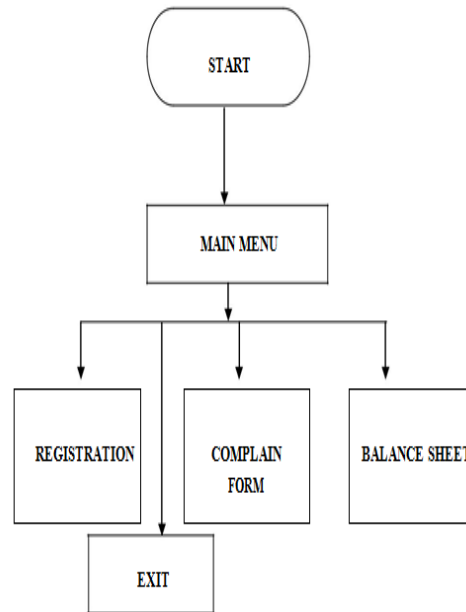 START
MAIN MENU
REGISTRATION
COMPLAIN
FORM
BALANCE SHEET
EXIT